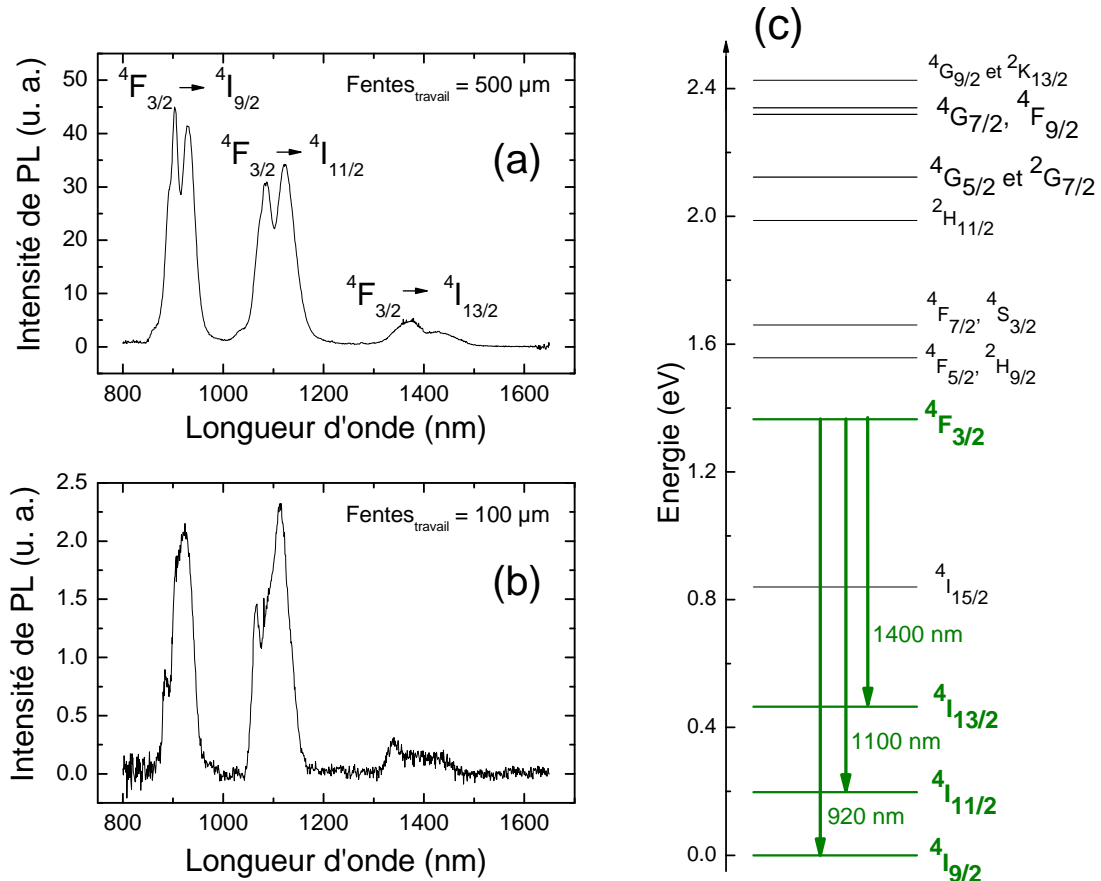 (a)
Fentes travail = 500 µm
4F3/2 → 4I9/2
4F3/2 → 4I11/2
4F3/2 → 4I13/2
Intensité de PL (u. a.)
50
40
30
20
10
0
800 1000 1200 1400 1600
Longueur d'onde (nm)
(b)
Fentes travail = 100 µm
Intensité de PL (u. a.)
2.5
2.0
1.5
1.0
0.5
0.0
800 1000 1200 1400 1600
Longueur d'onde (nm)
(c)
Energie (eV)
2.4
2.0
1.6
1.2
0.8
0.4
0.0
4G9/2 et 2K13/2
4G7/2, 4F9/2
4G5/2 et 2G7/2
2H11/2
4F7/2, 4S3/2
4F5/2, 2H9/2
4F3/2
4I15/2
1400 nm
4I13/2
1100 nm
4I11/2
920 nm
4I9/2